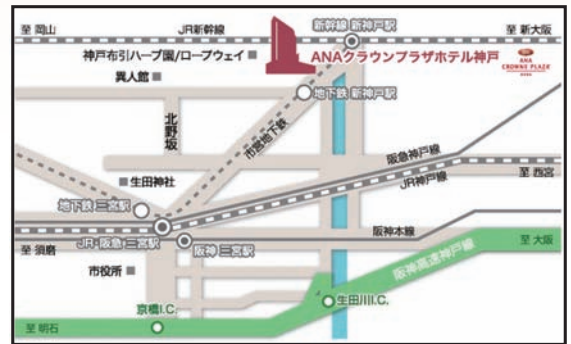 至 岡山
JR新幹線
新幹線 新神戸駅
至 新大阪
神戸布引ハーブ園/ロープウェイ
ANAクラウンプラザホテル神戸
ANA
CROWNE PLAZA
異人館
地下鉄 新神戸駅
北野坂
市営地下鉄
阪急神戸線
JR神戸線
至 西宮
生田神社
地下鉄 三宮駅
JR・阪急 三宮駅
阪神 三宮駅
阪神本線
至 須磨
至 大阪
阪神高速神戸線
市役所
生田川I.C.
京橋I.C.
至 明石